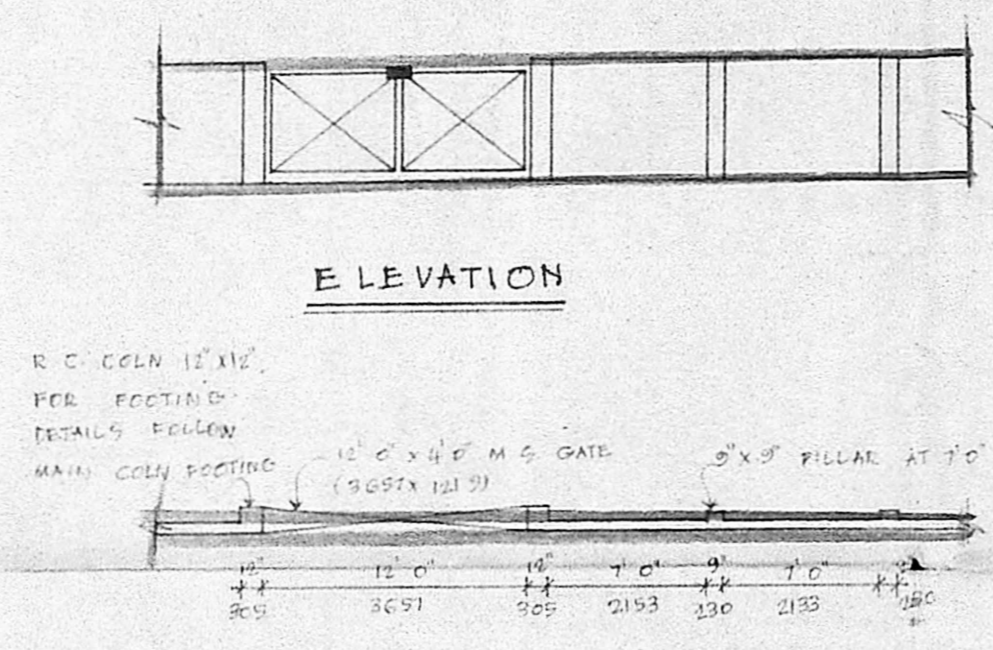 ELEVATION
R C. COLN 12" X12".
FOR FOOTING
DETAILS FOLLOW
MAIN COLN FOOTING
12' 0" x 4' 0" M S GATE
(3657 x 1219)
9" x 9" PILLAR AT 7' 0"
12" 12' 0" 12" 7' 0" 9" 7' 0"
305 3657 305 2133 230 2133